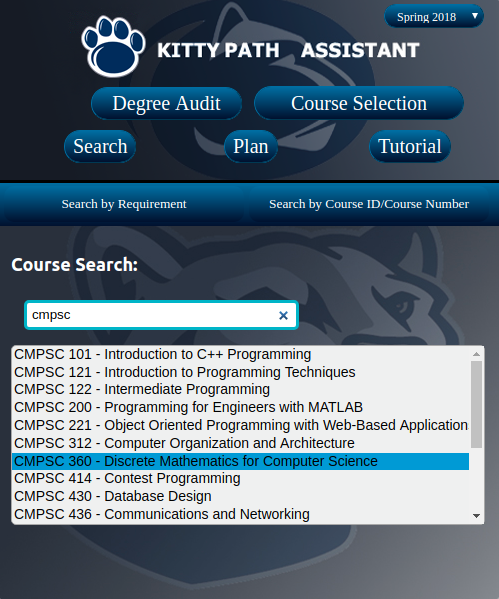 Spring 2018
KITTY PATH ASSISTANT
Degree Audit
Course Selection
Search
Plan
Tutorial
Search by Requirement
Search by Course ID/Course Number
Course Search:
cmpsc
CMPSC 101 - Introduction to C++ Programming
CMPSC 121 - Introduction to Programming Techniques
CMPSC 122 - Intermediate Programming
CMPSC 200 - Programming for Engineers with MATLAB
CMPSC 221 - Object Oriented Programming with Web-Based Application
CMPSC 312 - Computer Organization and Architecture
CMPSC 360 - Discrete Mathematics for Computer Science
CMPSC 414 - Contest Programming
CMPSC 430 - Database Design
CMPSC 436 - Communications and Networking